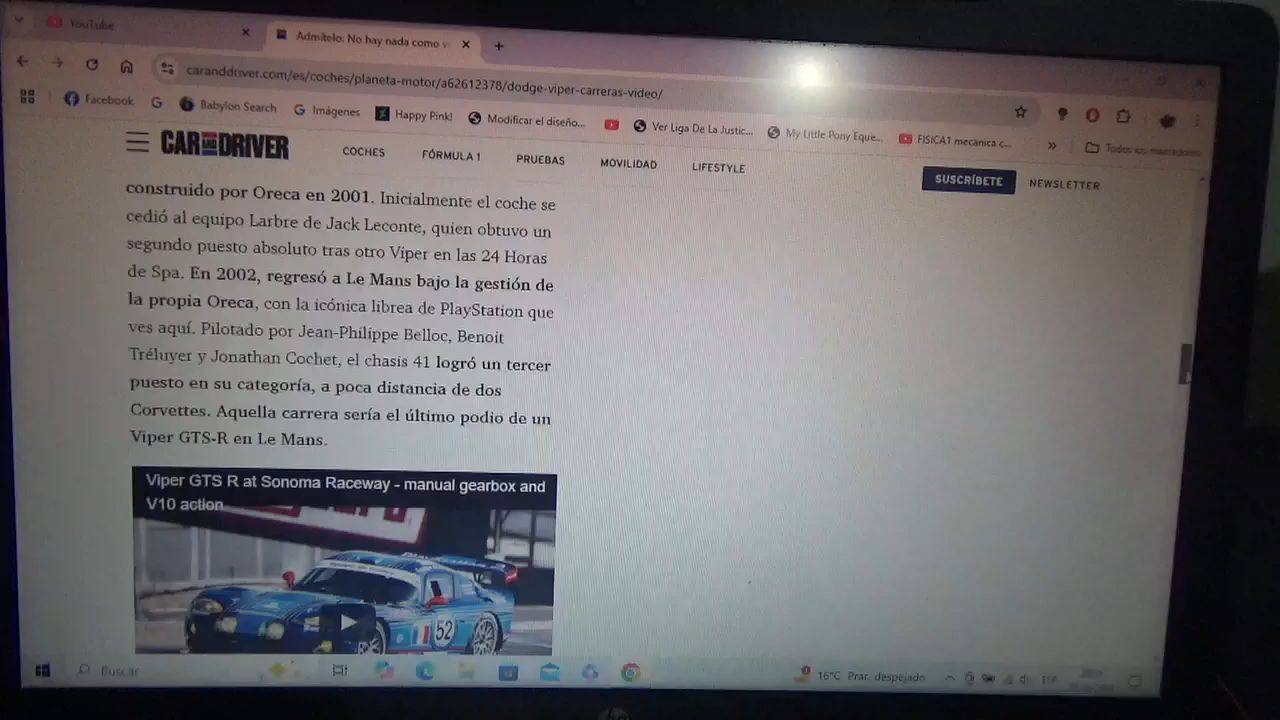 YouTube
Admítelo: No hay nada como v
caranddriver.com/es/coches/planeta-motor/a62612378/dodge-viper-carreras-video/
Facebook
Babylon Search
Imágenes
Happy Pink!
Modificar el diseño...
Ver Liga De La Justic...
My Little Pony Eque...
FISICA1 mecánica c...
Todos los marcadores
CAR AND DRIVER
COCHES
FÓRMULA 1
PRUEBAS
MOVILIDAD
LIFESTYLE
SUSCRÍBETE
NEWSLETTER
construido por Oreca en 2001. Inicialmente el coche se
cedió al equipo Larbre de Jack Leconte, quien obtuvo un
segundo puesto absoluto tras otro Viper en las 24 Horas
de Spa. En 2002, regresó a Le Mans bajo la gestión de
la propia Oreca, con la icónica librea de PlayStation que
ves aquí. Pilotado por Jean-Philippe Belloc, Benoit
Tréluyer y Jonathan Cochet, el chasis 41 logró un tercer
puesto en su categoría, a poca distancia de dos
Corvettes. Aquella carrera sería el último podio de un
Viper GTS-R en Le Mans.
Viper GTS R at Sonoma Raceway - manual gearbox and
V10 action
52
Buscar
16°C Prac. despejado
ESP